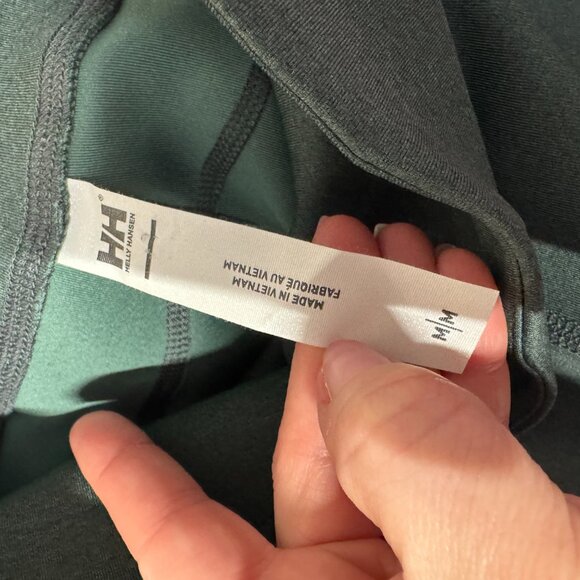 HH®
HELLY HANSEN
MADE IN VIETNAM
FABRIQUÉ AU VIETNAM
M/M